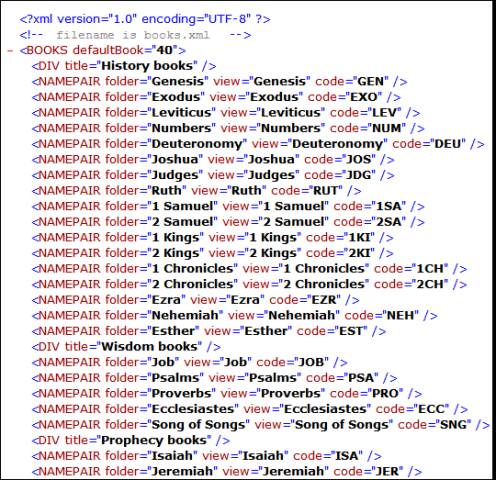 <?xml version="1.0" encoding="UTF-8" ?>
<!-- filename is books.xml -->
- <BOOKS defaultBook="40">
<DIV title="History books" />
<NAMEPAIR folder="Genesis" view="Genesis" code="GEN" />
<NAMEPAIR folder="Exodus" view="Exodus" code="EXO" />
<NAMEPAIR folder="Leviticus" view="Leviticus" code="LEV" />
<NAMEPAIR folder="Numbers" view="Numbers" code="NUM" />
<NAMEPAIR folder="Deuteronomy" view="Deuteronomy" code="DEU" />
<NAMEPAIR folder="Joshua" view="Joshua" code="JOS" />
<NAMEPAIR folder="Judges" view="Judges" code="JDG" />
<NAMEPAIR folder="Ruth" view="Ruth" code="RUT" />
<NAMEPAIR folder="1 Samuel" view="1 Samuel" code="1SA" />
<NAMEPAIR folder="2 Samuel" view="2 Samuel" code="2SA" />
<NAMEPAIR folder="1 Kings" view="1 Kings" code="1KI" />
<NAMEPAIR folder="2 Kings" view="2 Kings" code="2KI" />
<NAMEPAIR folder="1 Chronicles" view="1 Chronicles" code="1CH" />
<NAMEPAIR folder="2 Chronicles" view="2 Chronicles" code="2CH" />
<NAMEPAIR folder="Ezra" view="Ezra" code="EZR" />
<NAMEPAIR folder="Nehemiah" view="Nehemiah" code="NEH" />
<NAMEPAIR folder="Esther" view="Esther" code="EST" />
<DIV title="Wisdom books" />
<NAMEPAIR folder="Job" view="Job" code="JOB" />
<NAMEPAIR folder="Psalms" view="Psalms" code="PSA" />
<NAMEPAIR folder="Proverbs" view="Proverbs" code="PRO" />
<NAMEPAIR folder="Ecclesiastes" view="Ecclesiastes" code="ECC" />
<NAMEPAIR folder="Song of Songs" view="Song of Songs" code="SNG" />
<DIV title="Prophecy books" />
<NAMEPAIR folder="Isaiah" view="Isaiah" code="ISA" />
<NAMEPAIR folder="Jeremiah" view="Jeremiah" code="JER" />